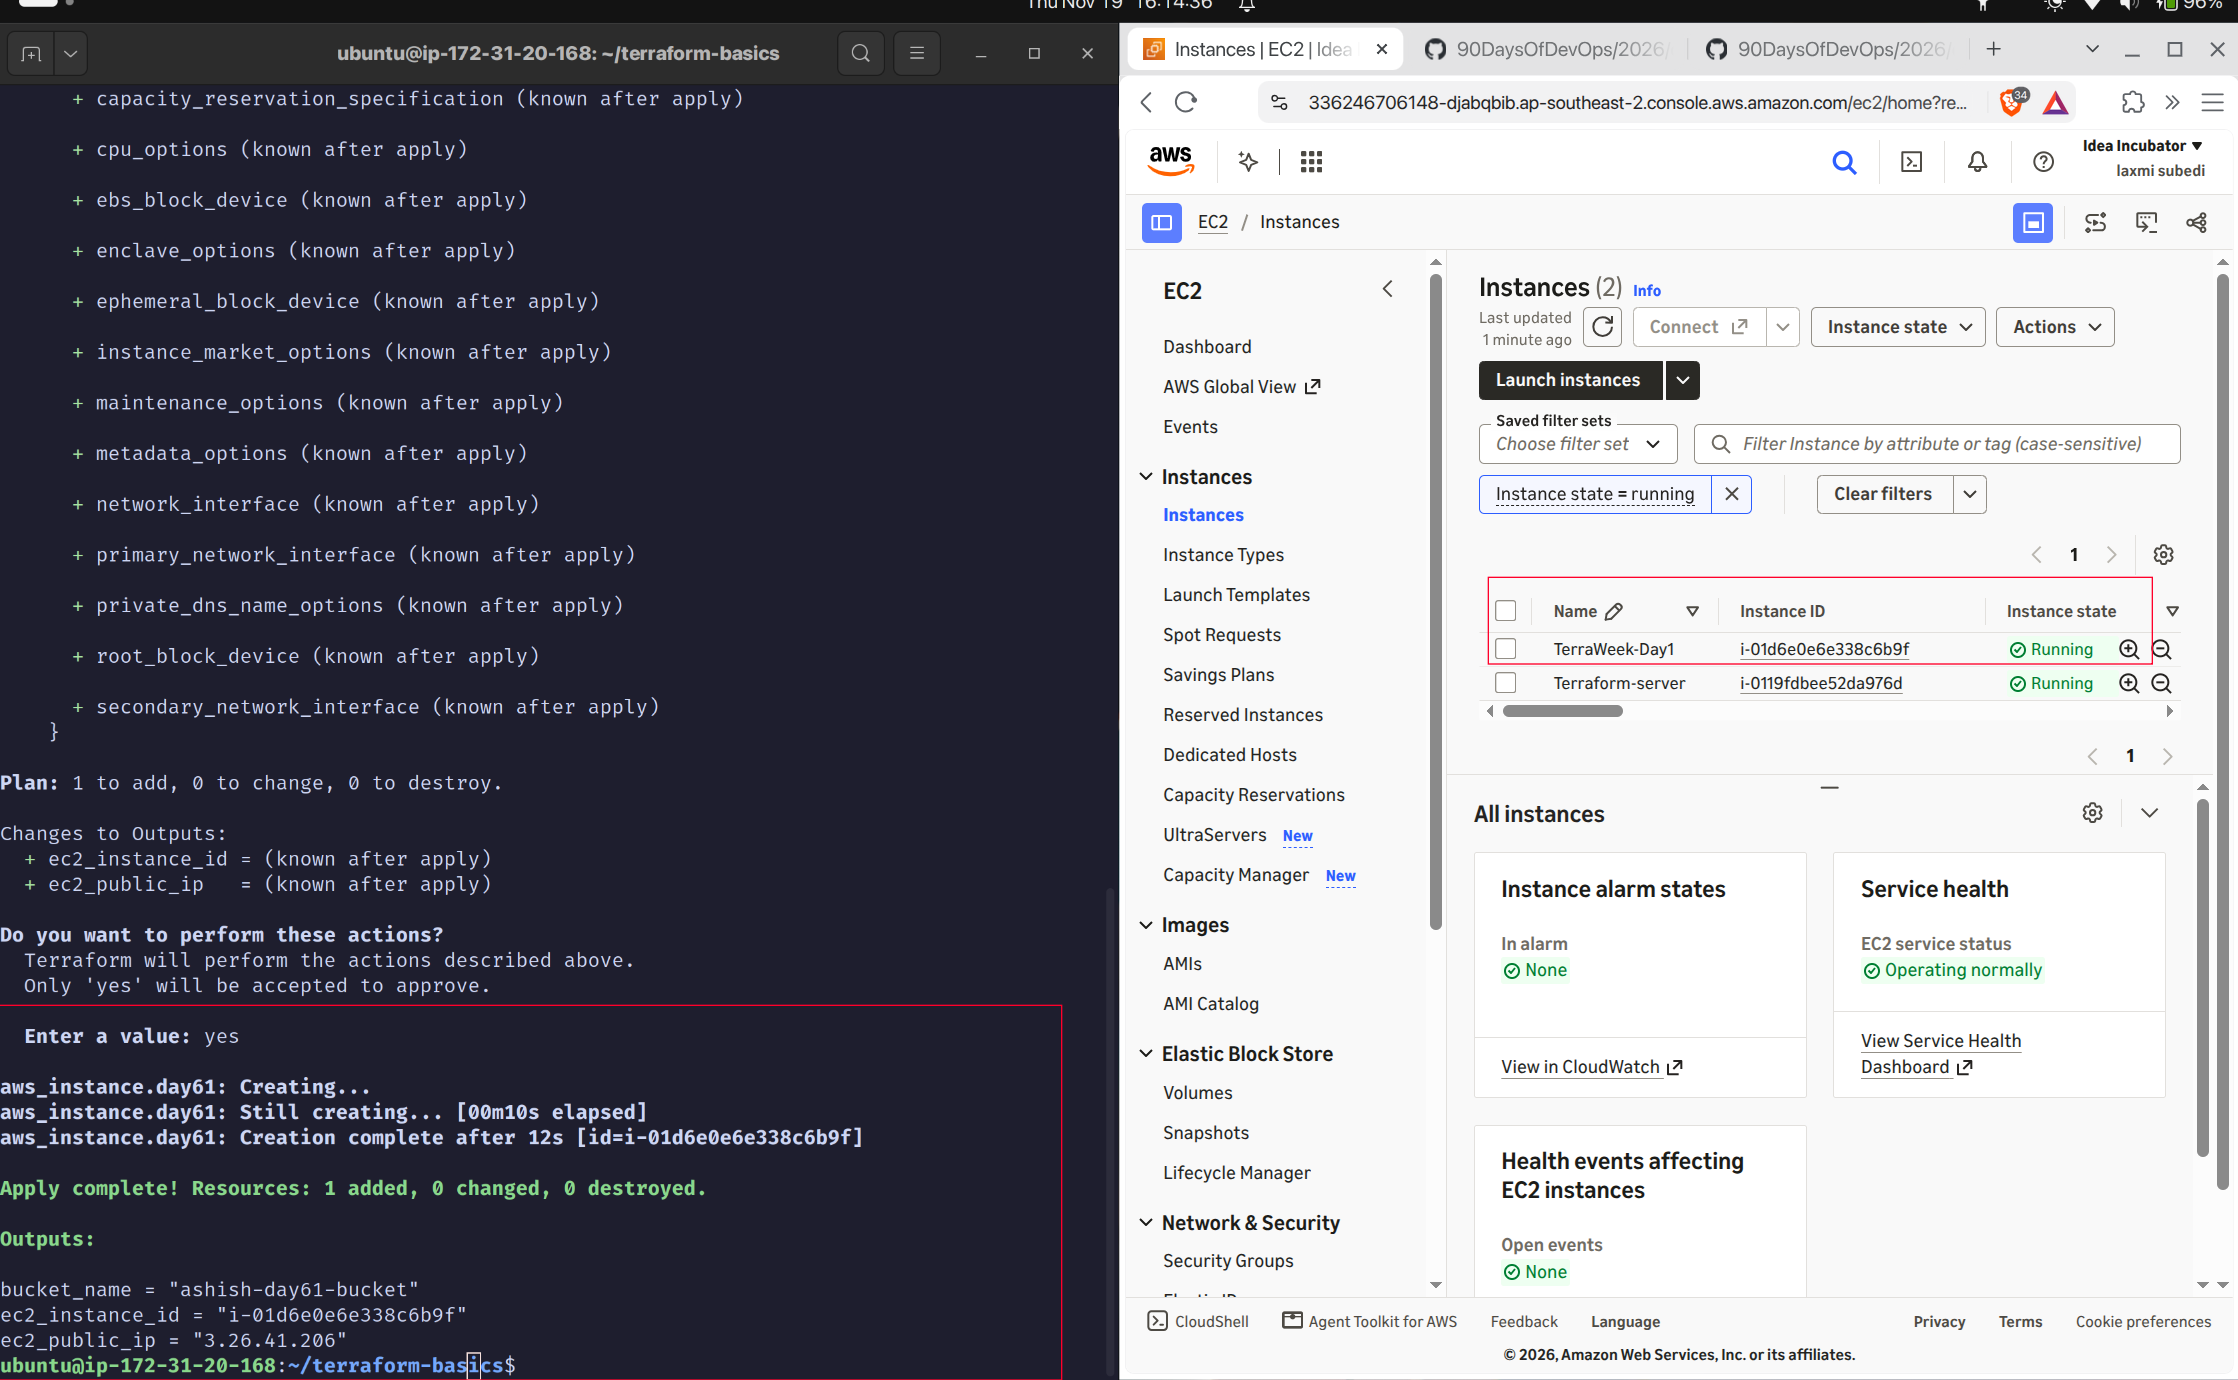 Thu Nov 19 16:14:36
96%
ubuntu@ip-172-31-20-168: ~/terraform-basics
+ capacity_reservation_specification (known after apply)
+ cpu_options (known after apply)
+ ebs_block_device (known after apply)
+ enclave_options (known after apply)
+ ephemeral_block_device (known after apply)
+ instance_market_options (known after apply)
+ maintenance_options (known after apply)
+ metadata_options (known after apply)
+ network_interface (known after apply)
+ primary_network_interface (known after apply)
+ private_dns_name_options (known after apply)
+ root_block_device (known after apply)
+ secondary_network_interface (known after apply)
}
Plan: 1 to add, 0 to change, 0 to destroy.
Changes to Outputs:
+ ec2_instance_id = (known after apply)
+ ec2_public_ip   = (known after apply)
Do you want to perform these actions?
Terraform will perform the actions described above.
Only 'yes' will be accepted to approve.
Enter a value: yes
aws_instance.day61: Creating...
aws_instance.day61: Still creating... [00m10s elapsed]
aws_instance.day61: Creation complete after 12s [id=i-01d6e0e6e338c6b9f]
Apply complete! Resources: 1 added, 0 changed, 0 destroyed.
Outputs:
bucket_name = "ashish-day61-bucket"
ec2_instance_id = "i-01d6e0e6e338c6b9f"
ec2_public_ip = "3.26.41.206"
ubuntu@ip-172-31-20-168:~/terraform-basics$
Instances | EC2 | Idea
90DaysOfDevOps/2026/
90DaysOfDevOps/2026/
336246706148-djabqbib.ap-southeast-2.console.aws.amazon.com/ec2/home?re...
34
aws
Idea Incubator
laxmi subedi
EC2 / Instances
EC2
Dashboard
AWS Global View
Events
Instances
Instances
Instance Types
Launch Templates
Spot Requests
Savings Plans
Reserved Instances
Dedicated Hosts
Capacity Reservations
UltraServers New
Capacity Manager New
Images
AMIs
AMI Catalog
Elastic Block Store
Volumes
Snapshots
Lifecycle Manager
Network & Security
Security Groups
Instances (2) Info
Last updated
1 minute ago
Connect
Instance state
Actions
Launch instances
Saved filter sets
Choose filter set
Filter Instance by attribute or tag (case-sensitive)
Instance state = running
Clear filters
1
Name Instance ID Instance state
TerraWeek-Day1 i-01d6e0e6e338c6b9f Running
Terraform-server i-0119fdbee52da976d Running
1
All instances
Instance alarm states
In alarm
None
View in CloudWatch
Service health
EC2 service status
Operating normally
View Service Health
Dashboard
Health events affecting
EC2 instances
Open events
None
CloudShell Agent Toolkit for AWS Feedback Language Privacy Terms Cookie preferences
© 2026, Amazon Web Services, Inc. or its affiliates.